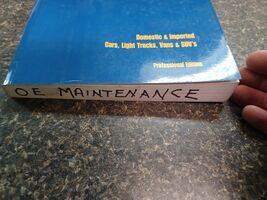 Domestic & Imported
Cars, Light Trucks, Vans & SUV's
Professional Edition
OE MAINTENANCE